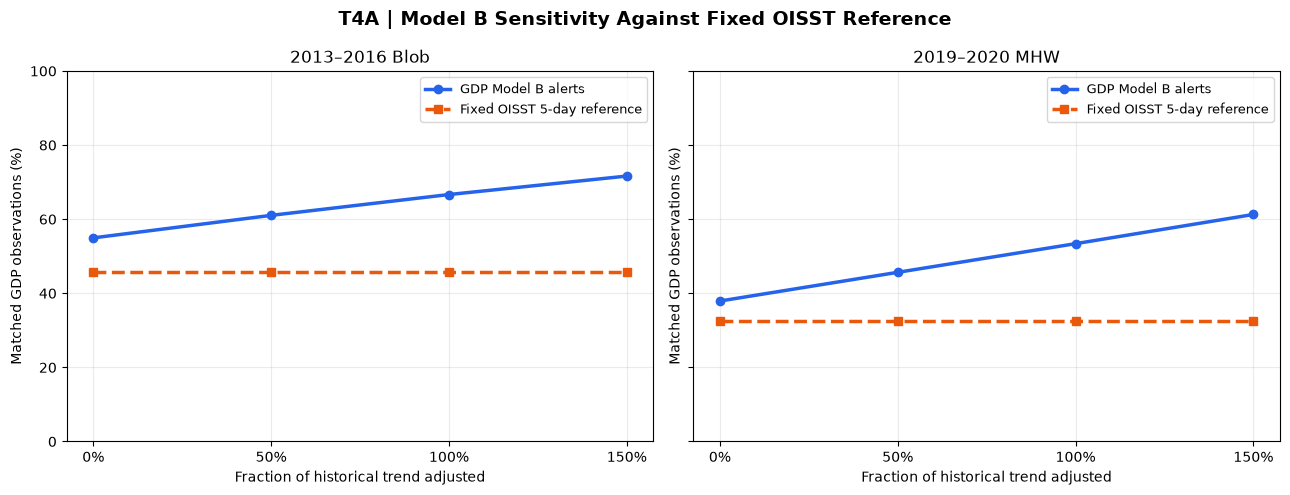 T4A | Model B Sensitivity Against Fixed OISST Reference
2013–2016 Blob
GDP Model B alerts
Fixed OISST 5-day reference
Matched GDP observations (%)
100
80
60
40
20
0
0%
50%
100%
150%
Fraction of historical trend adjusted
2019–2020 MHW
GDP Model B alerts
Fixed OISST 5-day reference
Matched GDP observations (%)
0%
50%
100%
150%
Fraction of historical trend adjusted